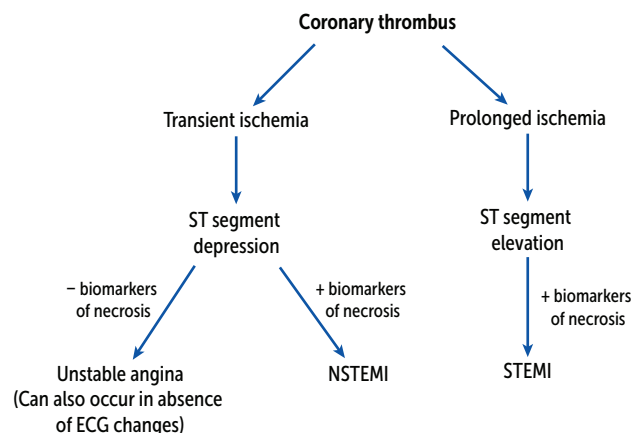 Coronary thrombus
Transient ischemia
Prolonged ischemia
ST segment
depression
ST segment
elevation
– biomarkers
of necrosis
+ biomarkers
of necrosis
+ biomarkers
of necrosis
Unstable angina
(Can also occur in absence
of ECG changes)
NSTEMI
STEMI